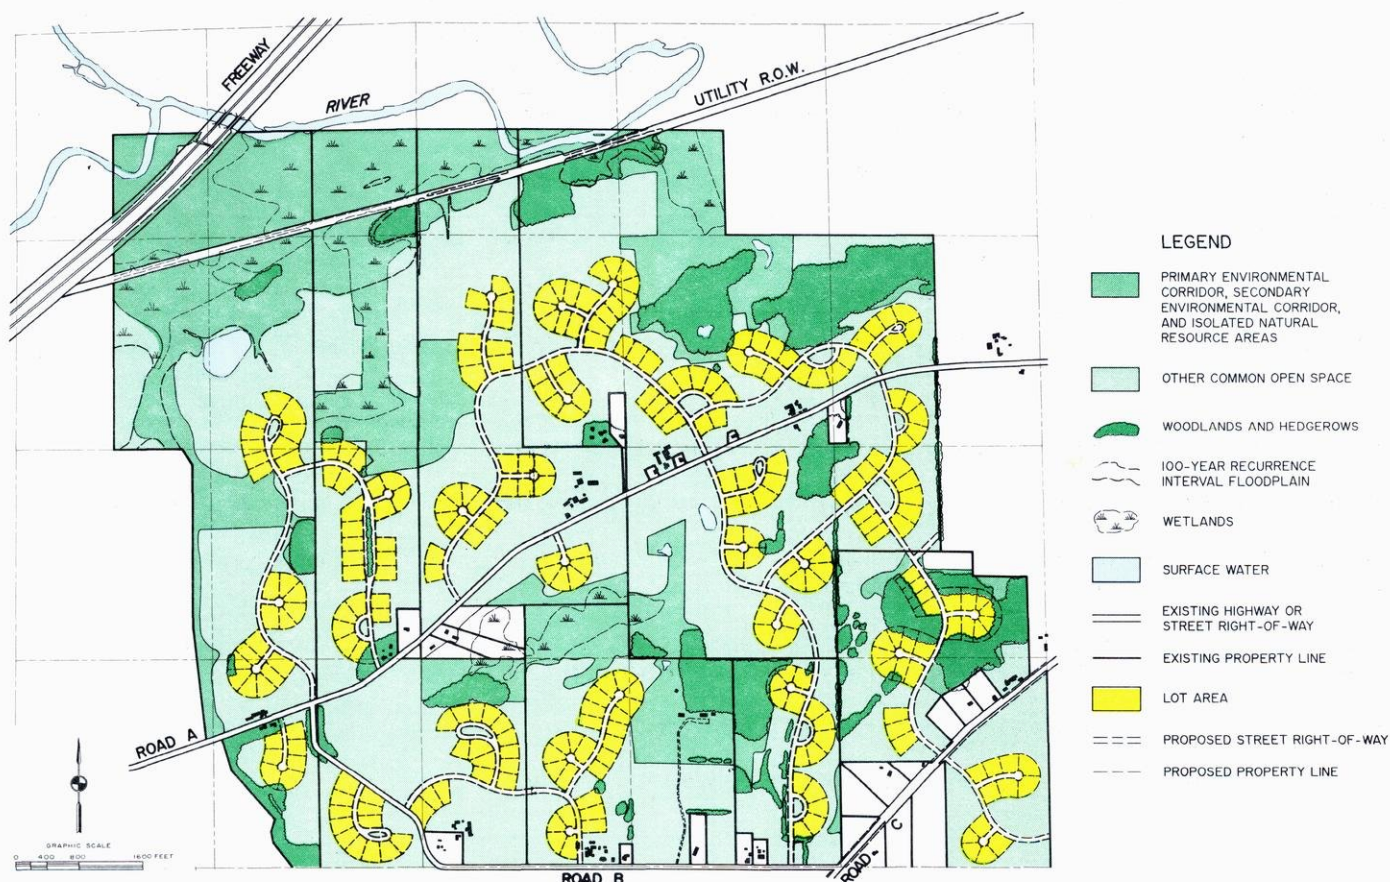 FREEWAY
RIVER
UTILITY R.O.W.
LEGEND
PRIMARY ENVIRONMENTAL
CORRIDOR, SECONDARY
ENVIRONMENTAL CORRIDOR,
AND ISOLATED NATURAL
RESOURCE AREAS
OTHER COMMON OPEN SPACE
WOODLANDS AND HEDGEROWS
100-YEAR RECURRENCE
INTERVAL FLOODPLAIN
WETLANDS
SURFACE WATER
EXISTING HIGHWAY OR
STREET RIGHT-OF-WAY
EXISTING PROPERTY LINE
LOT AREA
PROPOSED STREET RIGHT-OF-WAY
PROPOSED PROPERTY LINE
ROAD A
GRAPHIC SCALE
0 400 800 1600 FEET
ROAD B
ROAD C